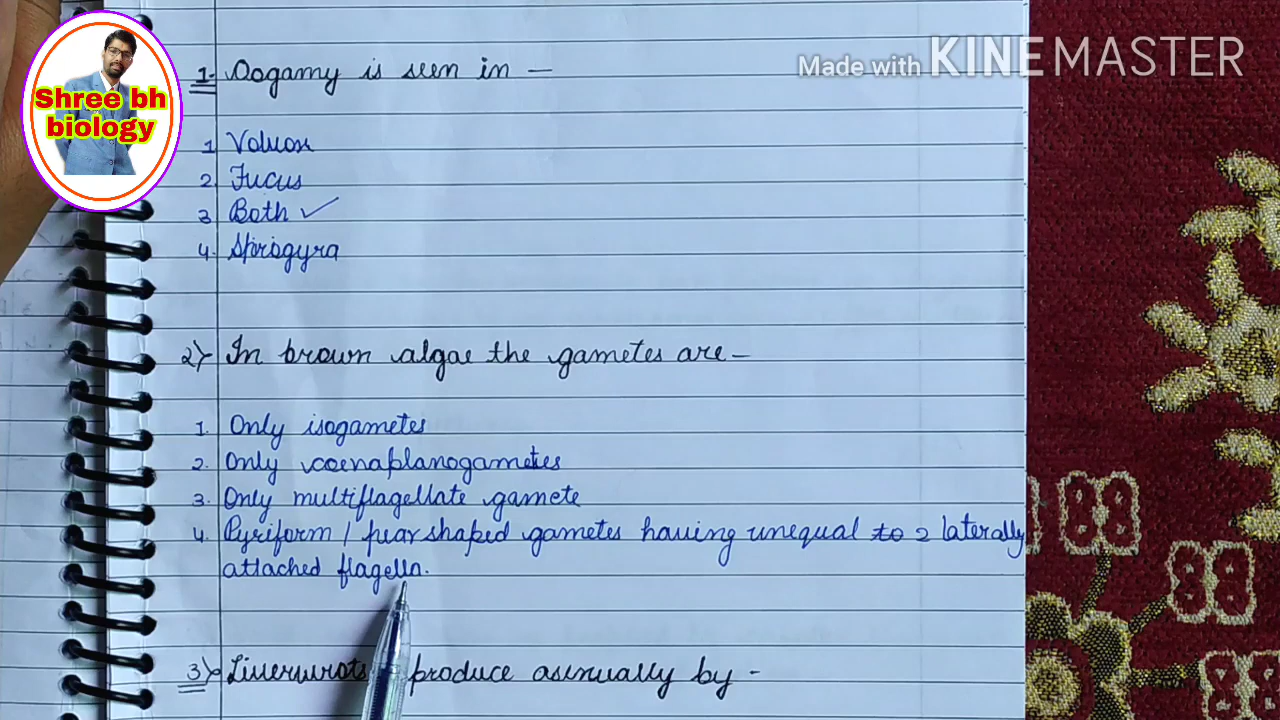 Made with KINEMASTER
Shree bh
biology
1- Oogamy is seen in –
1 Volvox
2. Fucus
3 Both ✓
4. Spirogyra
2) In brown algae the gametes are –
1. Only isogametes
2. Only coenaplanogametes
3. Only multiflagellate gamete
4. Pyriform / pear shaped gametes having unequal to 2 laterally
attached flagella.
3) Liverwrots produce asexually by -